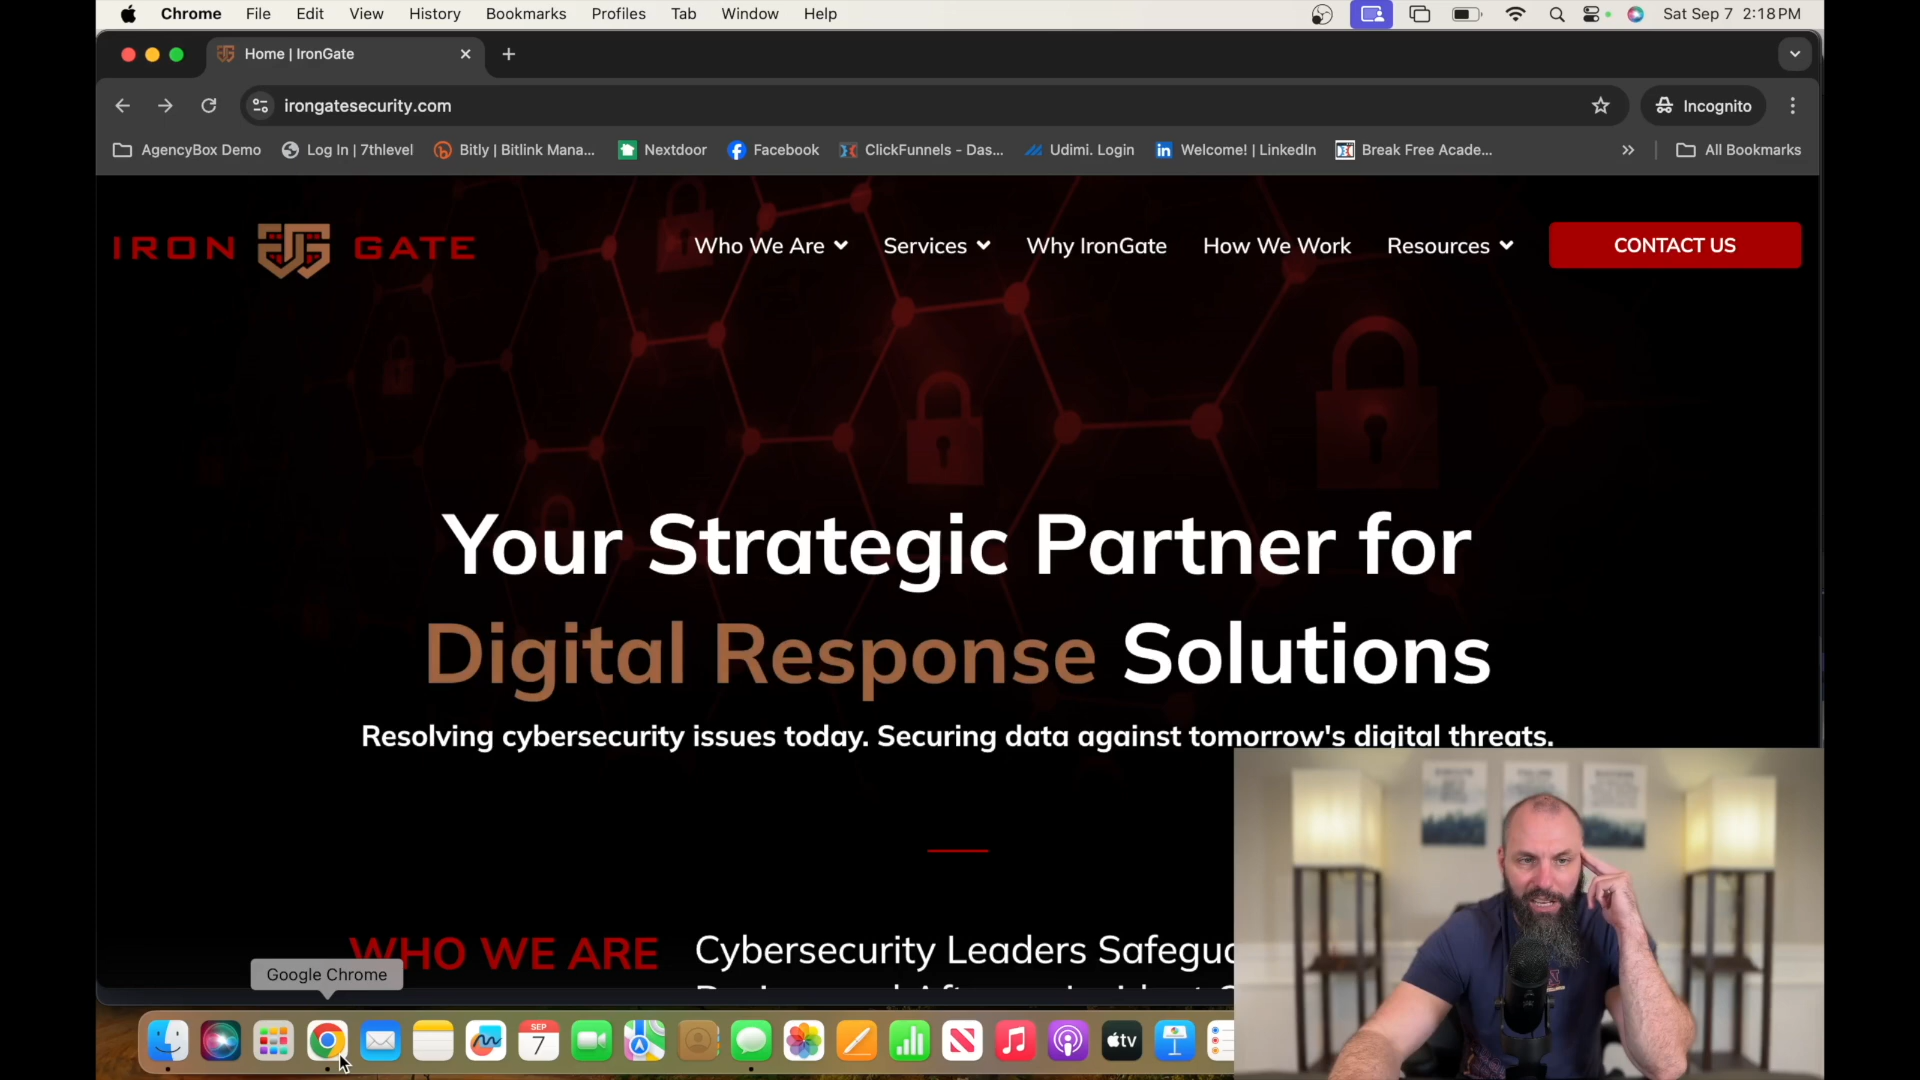 Chrome File Edit View History Bookmarks Profiles Tab Window Help Sat Sep 7 2:18 PM
Home | IronGate
irongatesecurity.com Incognito
AgencyBox Demo Log In | 7thlevel Bitly | Bitlink Mana... Nextdoor Facebook ClickFunnels - Das... Udimi. Login Welcome! | LinkedIn Break Free Acade... All Bookmarks
IRON GATE Who We Are Services Why IronGate How We Work Resources CONTACT US
Your Strategic Partner for
Digital Response Solutions
Resolving cybersecurity issues today. Securing data against tomorrow's digital threats.
WHO WE ARE Cybersecurity Leaders Safegua
Google Chrome
SEP
7
tv